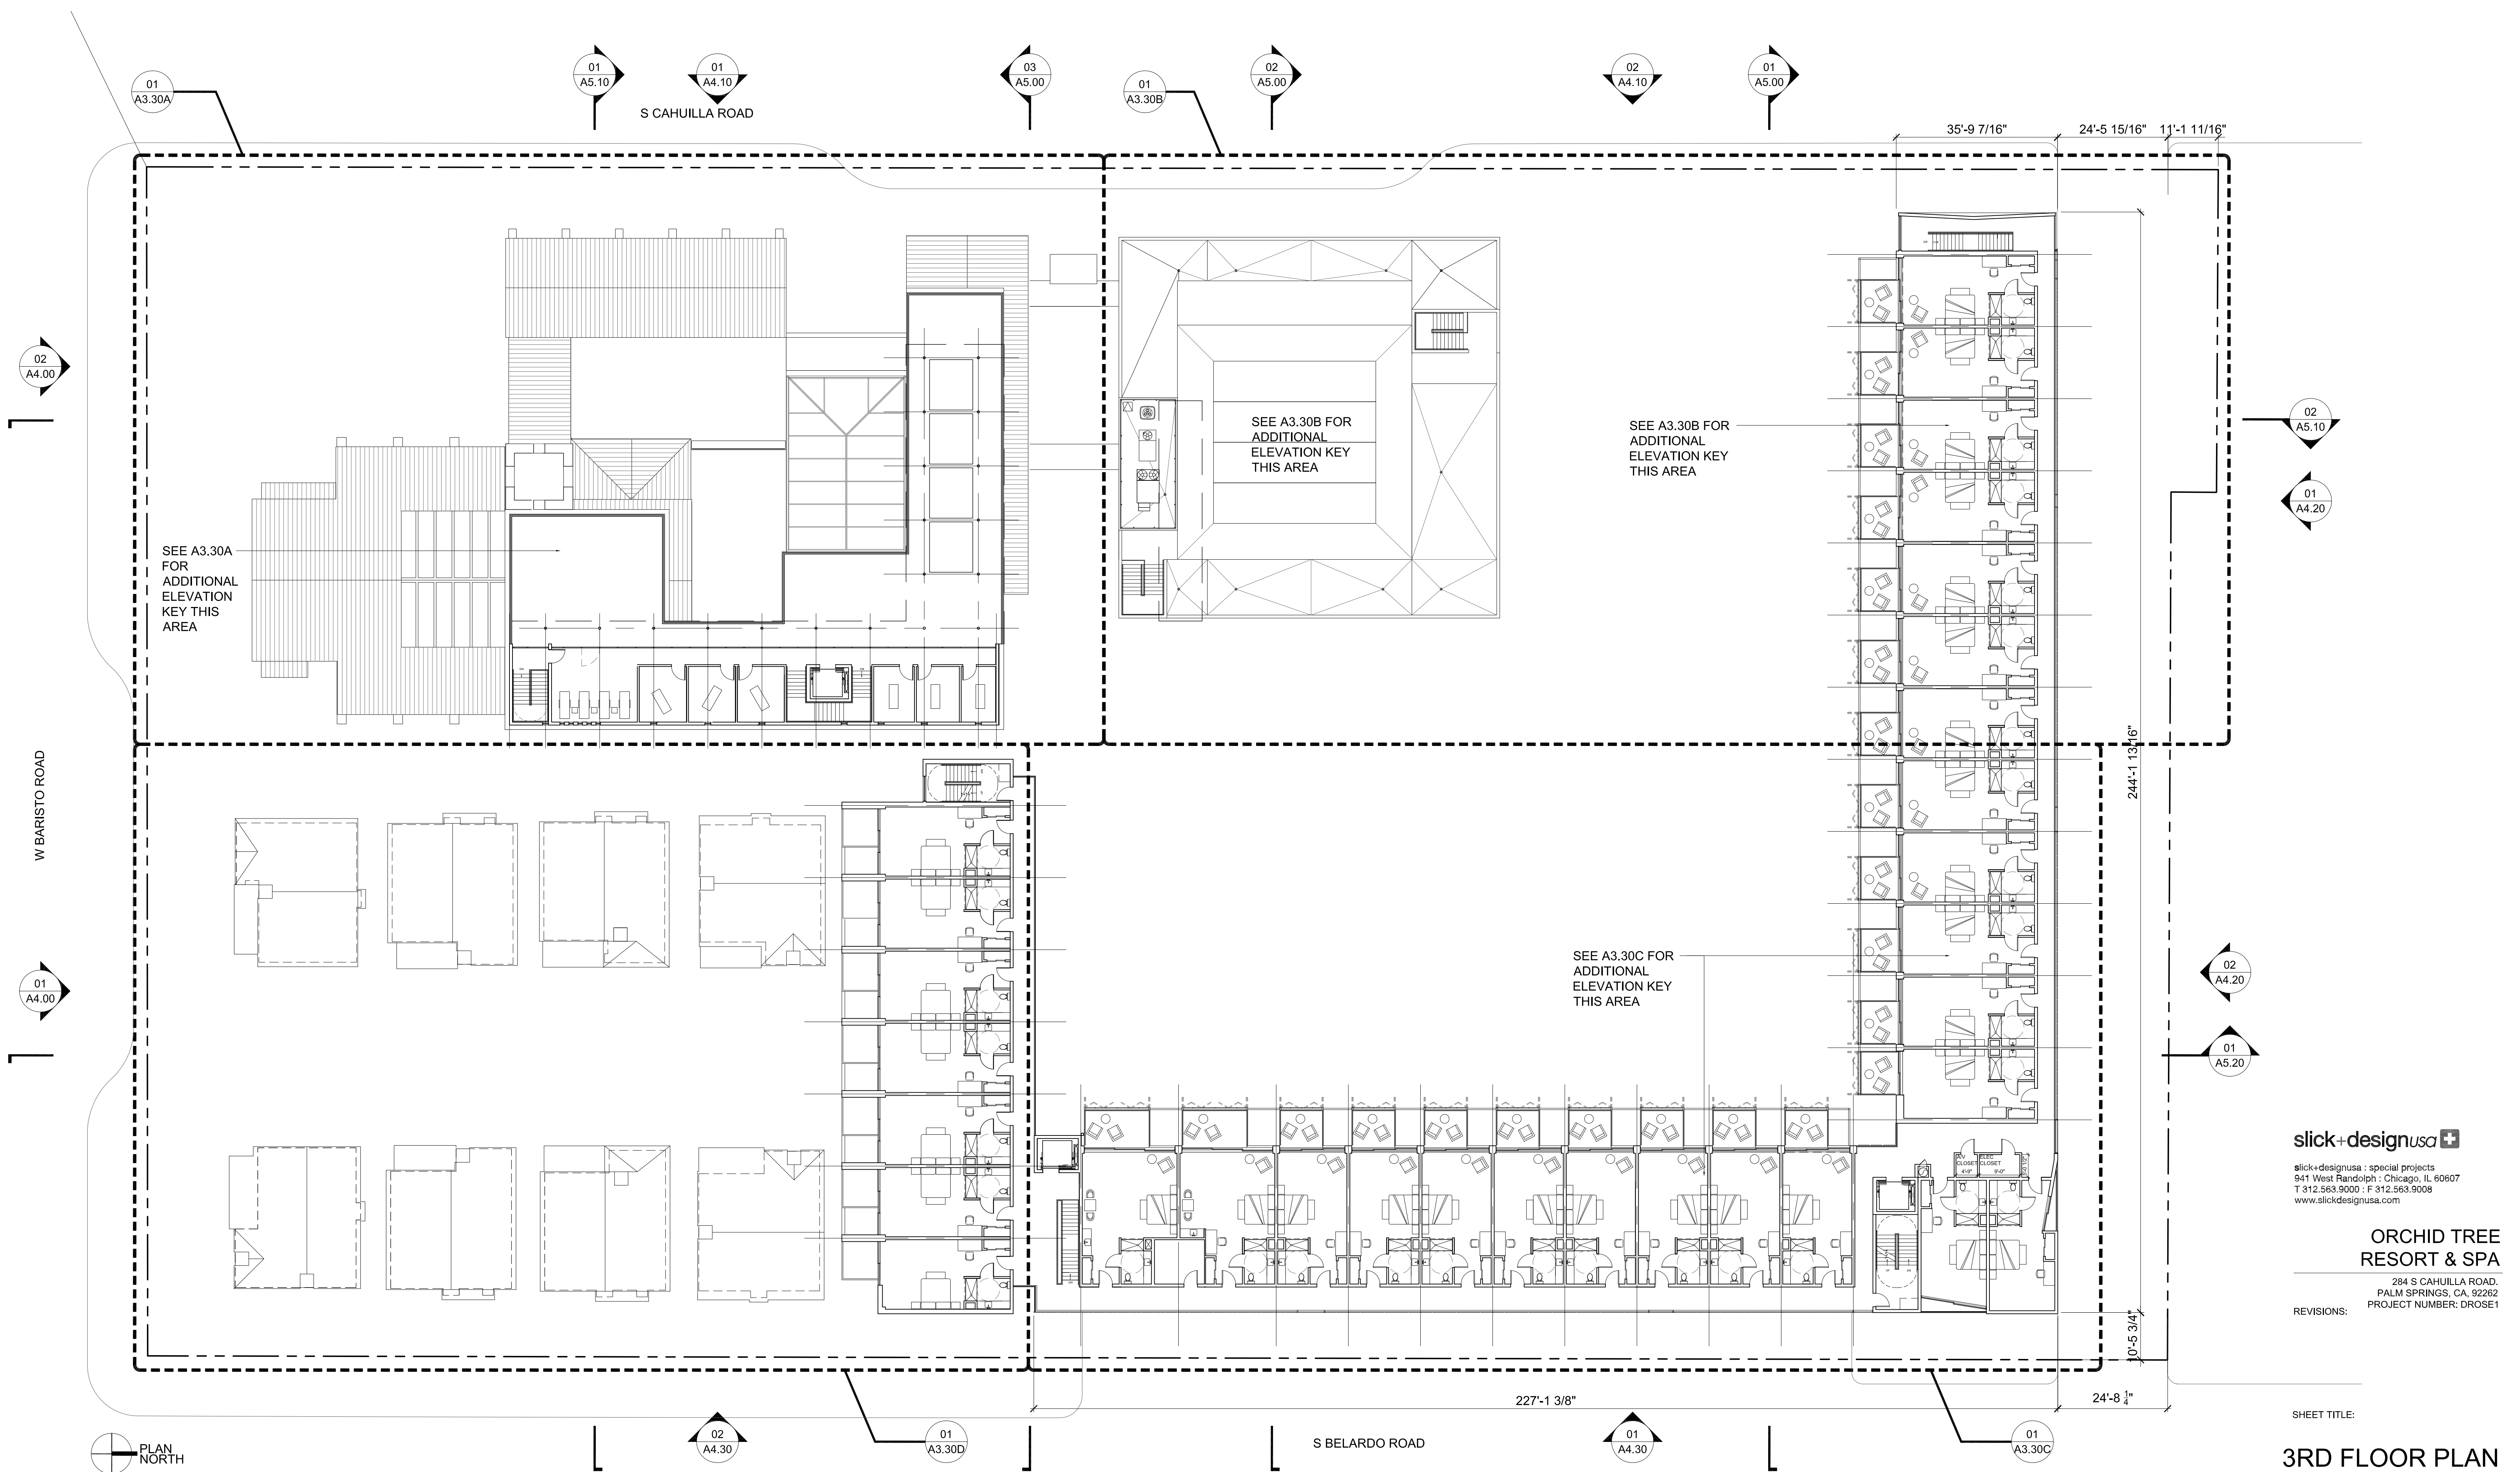 01
A3.30A
01
A5.10
01
A4.10
S CAHUILLA ROAD
03
A5.00
01
A3.30B
02
A5.00
02
A4.10
01
A5.00
35'-9 7/16"
24'-5 15/16"
11'-1 11/16"
02
A4.00
SEE A3.30A
FOR
ADDITIONAL
ELEVATION
KEY THIS
AREA
SEE A3.30B FOR
ADDITIONAL
ELEVATION KEY
THIS AREA
SEE A3.30B FOR
ADDITIONAL
ELEVATION KEY
THIS AREA
02
A5.10
01
A4.20
W BARISTO ROAD
244'-1 13/16"
01
A4.00
SEE A3.30C FOR
ADDITIONAL
ELEVATION KEY
THIS AREA
02
A4.20
01
A5.20
CLOSET
4'-9"
ELEC
CLOSET
9'-0"
slick+designusa
slick+designusa : special projects
941 West Randolph : Chicago, IL 60607
T 312.563.9000 : F 312.563.9008
www.slickdesignusa.com
ORCHID TREE
RESORT & SPA
284 S CAHUILLA ROAD.
PALM SPRINGS, CA, 92262
PROJECT NUMBER: DROSE1
REVISIONS:
10'-5 3/4"
227'-1 3/8"
24'-8 1/4"
PLAN
NORTH
02
A4.30
01
A3.30D
S BELARDO ROAD
01
A4.30
01
A3.30C
SHEET TITLE:
3RD FLOOR PLAN